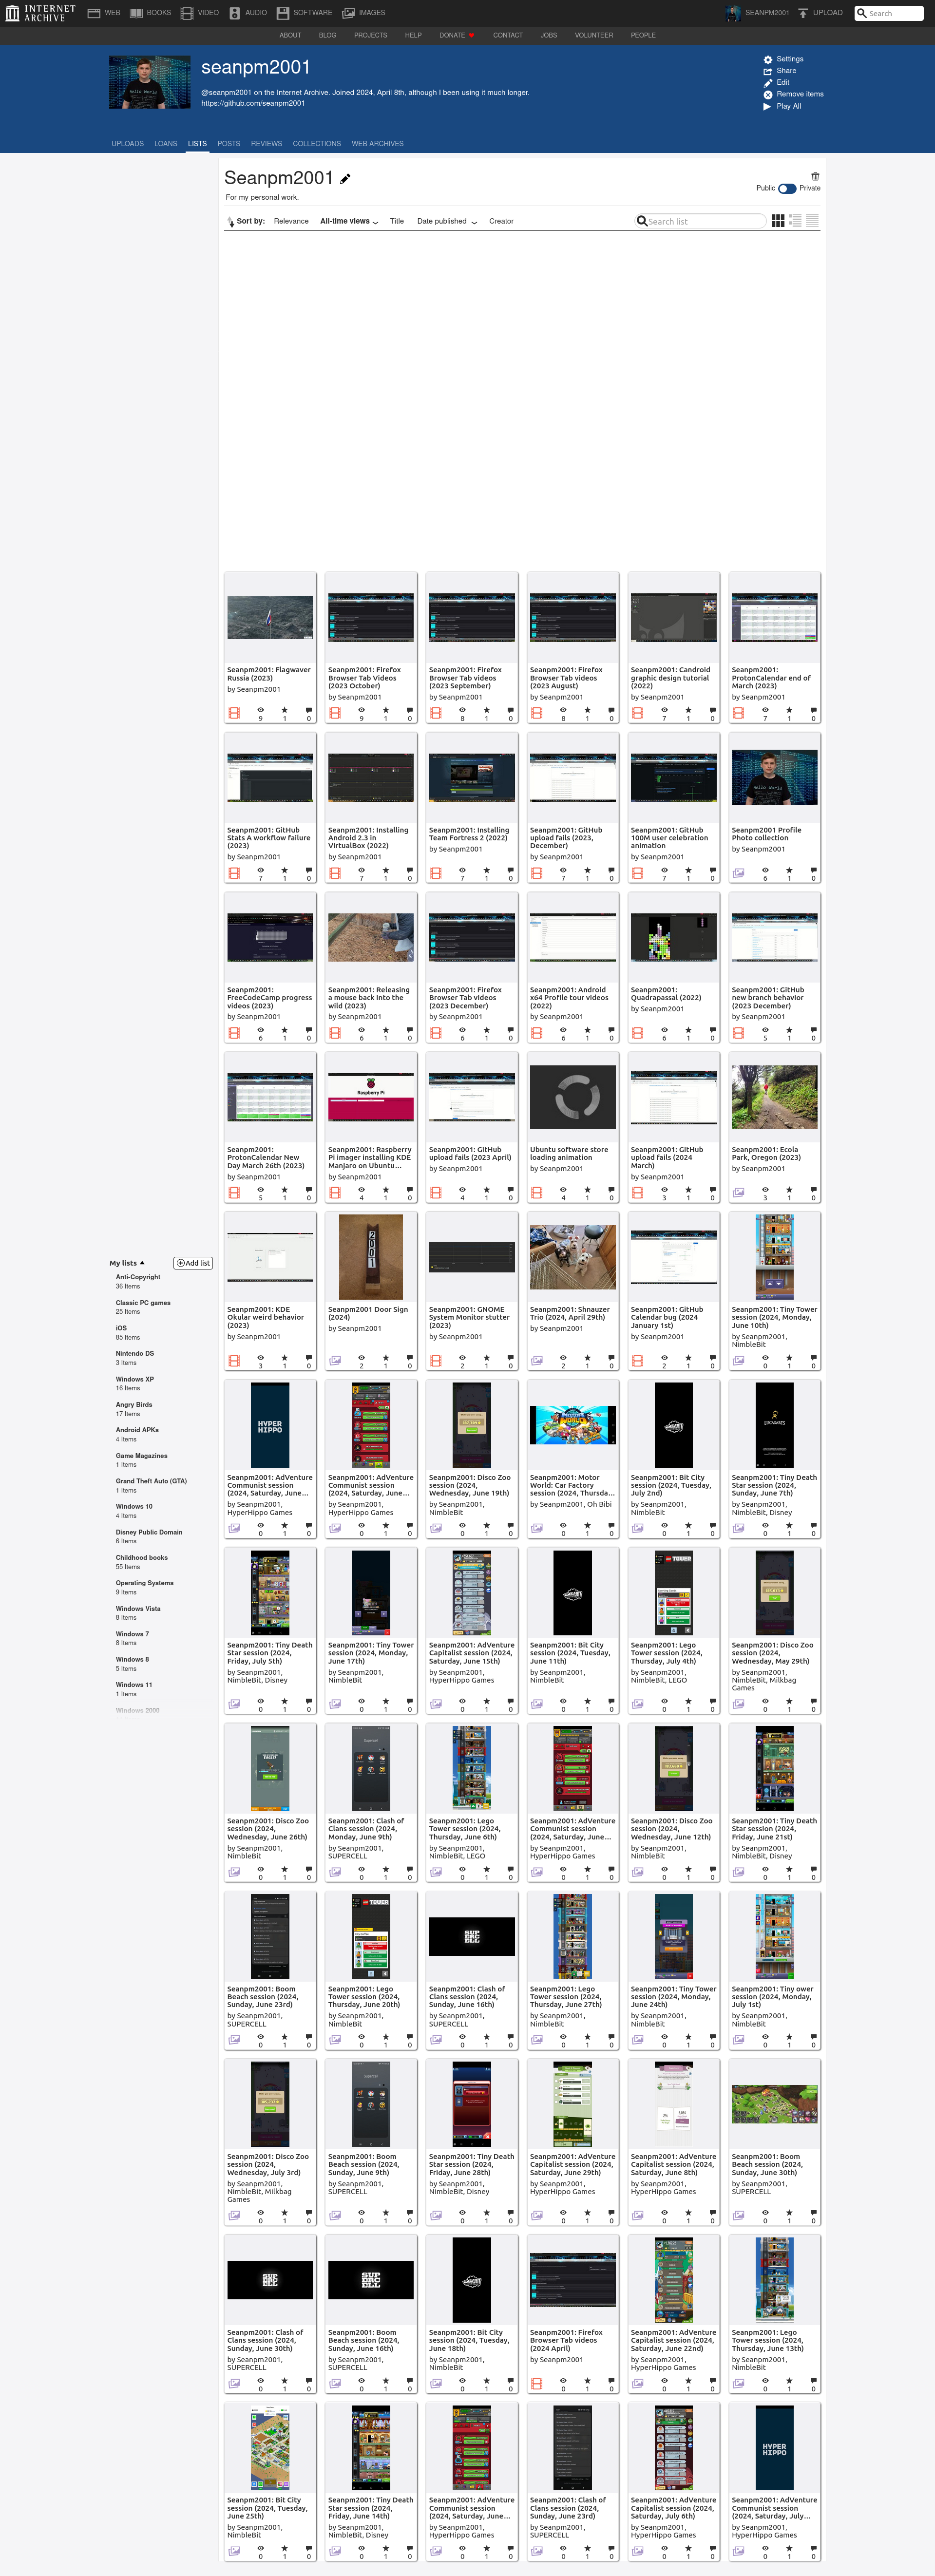 INTERNET ARCHIVE
WEB BOOKS VIDEO AUDIO SOFTWARE IMAGES
SEANPM2001 UPLOAD Search
ABOUT BLOG PROJECTS HELP DONATE CONTACT JOBS VOLUNTEER PEOPLE
seanpm2001
@seanpm2001 on the Internet Archive. Joined 2024, April 8th, although I been using it much longer.
https://github.com/seanpm2001
Settings
Share
Edit
Remove items
Play All
UPLOADS LOANS LISTS POSTS REVIEWS COLLECTIONS WEB ARCHIVES
Seanpm2001
For my personal work.
Public Private
Sort by: Relevance All-time views Title Date published Creator
Search list
My lists
Add list
Anti-Copyright
36 Items
Classic PC games
25 Items
iOS
85 Items
Nintendo DS
3 Items
Windows XP
16 Items
Angry Birds
17 Items
Android APKs
4 Items
Game Magazines
1 Items
Grand Theft Auto (GTA)
1 Items
Windows 10
4 Items
Disney Public Domain
6 Items
Childhood books
55 Items
Operating Systems
9 Items
Windows Vista
8 Items
Windows 7
8 Items
Windows 8
5 Items
Windows 11
1 Items
Windows 2000
Seanpm2001: Flagwaver Russia (2023)
by Seanpm2001
9 1 0
Seanpm2001: Firefox Browser Tab Videos (2023 October)
by Seanpm2001
9 1 0
Seanpm2001: Firefox Browser Tab videos (2023 September)
by Seanpm2001
8 1 0
Seanpm2001: Firefox Browser Tab videos (2023 August)
by Seanpm2001
8 1 0
Seanpm2001: Candroid graphic design tutorial (2022)
by Seanpm2001
7 1 0
Seanpm2001: ProtonCalendar end of March (2023)
by Seanpm2001
7 1 0
Seanpm2001: GitHub Stats A workflow failure (2023)
by Seanpm2001
7 1 0
Seanpm2001: Installing Android 2.3 in VirtualBox (2022)
by Seanpm2001
7 1 0
Seanpm2001: Installing Team Fortress 2 (2022)
by Seanpm2001
7 1 0
Seanpm2001: GitHub upload fails (2023, December)
by Seanpm2001
7 1 0
Seanpm2001: GitHub 100M user celebration animation
by Seanpm2001
7 1 0
Seanpm2001 Profile Photo collection
by Seanpm2001
6 1 0
Seanpm2001: FreeCodeCamp progress videos (2023)
by Seanpm2001
6 1 0
Seanpm2001: Releasing a mouse back into the wild (2023)
by Seanpm2001
6 1 0
Seanpm2001: Firefox Browser Tab videos (2023 December)
by Seanpm2001
6 1 0
Seanpm2001: Android x64 Profile tour videos (2022)
by Seanpm2001
6 1 0
Seanpm2001: Quadrapassal (2022)
by Seanpm2001
6 1 0
Seanpm2001: GitHub new branch behavior (2023 December)
by Seanpm2001
5 1 0
Seanpm2001: ProtonCalendar New Day March 26th (2023)
by Seanpm2001
5 1 0
Raspberry Pi
Seanpm2001: Raspberry Pi imager installing KDE Manjaro on Ubuntu...
by Seanpm2001
4 1 0
Seanpm2001: GitHub upload fails (2023 April)
by Seanpm2001
4 1 0
Ubuntu software store loading animation
by Seanpm2001
4 1 0
Seanpm2001: GitHub upload fails (2024 March)
by Seanpm2001
3 1 0
Seanpm2001: Ecola Park, Oregon (2023)
by Seanpm2001
3 1 0
Seanpm2001: KDE Okular weird behavior (2023)
by Seanpm2001
3 1 0
2001
Seanpm2001 Door Sign (2024)
by Seanpm2001
2 1 0
Seanpm2001: GNOME System Monitor stutter (2023)
by Seanpm2001
2 1 0
Seanpm2001: Shnauzer Trio (2024, April 29th)
by Seanpm2001
2 1 0
Seanpm2001: GitHub Calendar bug (2024 January 1st)
by Seanpm2001
2 1 0
Seanpm2001: Tiny Tower session (2024, Monday, June 10th)
by Seanpm2001, NimbleBit
0 1 0
HYPER HIPPO
Seanpm2001: AdVenture Communist session (2024, Saturday, June...
by Seanpm2001, HyperHippo Games
0 1 0
Seanpm2001: AdVenture Communist session (2024, Saturday, June...
by Seanpm2001, HyperHippo Games
0 1 0
Seanpm2001: Disco Zoo session (2024, Wednesday, June 19th)
by Seanpm2001, NimbleBit
0 1 0
Seanpm2001: Motor World: Car Factory session (2024, Thursda...
by Seanpm2001, Oh Bibi
0 1 0
Seanpm2001: Bit City session (2024, Tuesday, July 2nd)
by Seanpm2001, NimbleBit
0 1 0
Seanpm2001: Tiny Death Star session (2024, Sunday, June 7th)
by Seanpm2001, NimbleBit, Disney
0 1 0
Seanpm2001: Tiny Death Star session (2024, Friday, July 5th)
by Seanpm2001, NimbleBit, Disney
0 1 0
Seanpm2001: Tiny Tower session (2024, Monday, June 17th)
by Seanpm2001, NimbleBit
0 1 0
Seanpm2001: AdVenture Capitalist session (2024, Saturday, June 15th)
by Seanpm2001, HyperHippo Games
0 1 0
Seanpm2001: Bit City session (2024, Tuesday, June 11th)
by Seanpm2001, NimbleBit
0 1 0
TOWER
Seanpm2001: Lego Tower session (2024, Thursday, July 4th)
by Seanpm2001, NimbleBit, LEGO
0 1 0
Seanpm2001: Disco Zoo session (2024, Wednesday, May 29th)
by Seanpm2001, NimbleBit, Milkbag Games
0 1 0
Seanpm2001: Disco Zoo session (2024, Wednesday, June 26th)
by Seanpm2001, NimbleBit
0 1 0
Seanpm2001: Clash of Clans session (2024, Monday, June 9th)
by Seanpm2001, SUPERCELL
0 1 0
Seanpm2001: Lego Tower session (2024, Thursday, June 6th)
by Seanpm2001, NimbleBit, LEGO
0 1 0
Seanpm2001: AdVenture Communist session (2024, Saturday, June...
by Seanpm2001, HyperHippo Games
0 1 0
Seanpm2001: Disco Zoo session (2024, Wednesday, June 12th)
by Seanpm2001, NimbleBit
0 1 0
Seanpm2001: Tiny Death Star session (2024, Friday, June 21st)
by Seanpm2001, NimbleBit, Disney
0 1 0
Seanpm2001: Boom Beach session (2024, Sunday, June 23rd)
by Seanpm2001, SUPERCELL
0 1 0
TOWER
Seanpm2001: Lego Tower session (2024, Thursday, June 20th)
by Seanpm2001, NimbleBit
0 1 0
SUPERCELL
Seanpm2001: Clash of Clans session (2024, Sunday, June 16th)
by Seanpm2001, SUPERCELL
0 1 0
Seanpm2001: Lego Tower session (2024, Thursday, June 27th)
by Seanpm2001, NimbleBit
0 1 0
Seanpm2001: Tiny Tower session (2024, Monday, June 24th)
by Seanpm2001, NimbleBit
0 1 0
Seanpm2001: Tiny ower session (2024, Monday, July 1st)
by Seanpm2001, NimbleBit
0 1 0
Seanpm2001: Disco Zoo session (2024, Wednesday, July 3rd)
by Seanpm2001, NimbleBit, Milkbag Games
0 1 0
Seanpm2001: Boom Beach session (2024, Sunday, June 9th)
by Seanpm2001, SUPERCELL
0 1 0
Seanpm2001: Tiny Death Star session (2024, Friday, June 28th)
by Seanpm2001, NimbleBit, Disney
0 1 0
Seanpm2001: AdVenture Capitalist session (2024, Saturday, June 29th)
by Seanpm2001, HyperHippo Games
0 1 0
Seanpm2001: AdVenture Capitalist session (2024, Saturday, June 8th)
by Seanpm2001, HyperHippo Games
0 1 0
Seanpm2001: Boom Beach session (2024, Sunday, June 30th)
by Seanpm2001, SUPERCELL
0 1 0
SUPERCELL
Seanpm2001: Clash of Clans session (2024, Sunday, June 30th)
by Seanpm2001, SUPERCELL
0 1 0
SUPERCELL
Seanpm2001: Boom Beach session (2024, Sunday, June 16th)
by Seanpm2001, SUPERCELL
0 1 0
Seanpm2001: Bit City session (2024, Tuesday, June 18th)
by Seanpm2001, NimbleBit
0 1 0
Seanpm2001: Firefox Browser Tab videos (2024 April)
by Seanpm2001
0 1 0
Seanpm2001: AdVenture Capitalist session (2024, Saturday, June 22nd)
by Seanpm2001, HyperHippo Games
0 1 0
Seanpm2001: Lego Tower session (2024, Thursday, June 13th)
by Seanpm2001, NimbleBit
0 1 0
Seanpm2001: Bit City session (2024, Tuesday, June 25th)
by Seanpm2001, NimbleBit
0 1 0
Seanpm2001: Tiny Death Star session (2024, Friday, June 14th)
by Seanpm2001, NimbleBit, Disney
0 1 0
Seanpm2001: AdVenture Communist session (2024, Saturday, June...
by Seanpm2001, HyperHippo Games
0 1 0
Seanpm2001: Clash of Clans session (2024, Sunday, June 23rd)
by Seanpm2001, SUPERCELL
0 1 0
Seanpm2001: AdVenture Capitalist session (2024, Saturday, July 6th)
by Seanpm2001, HyperHippo Games
0 1 0
HYPER HIPPO
Seanpm2001: AdVenture Communist session (2024, Saturday, July...
by Seanpm2001, HyperHippo Games
0 1 0